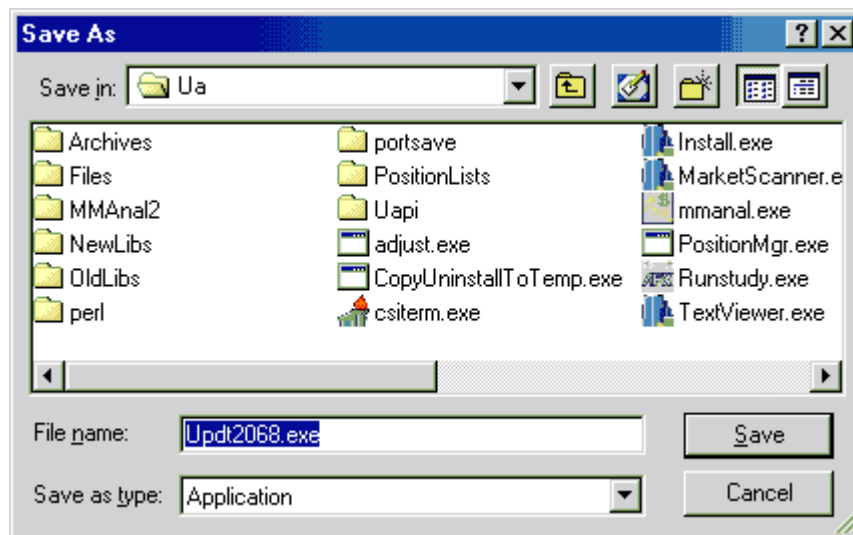 Save As
Save in: Ua
Archives portsave Install.exe
Files PositionLists MarketScanner.e
MMAnal2 Uapi mmanal.exe
NewLibs adjust.exe PositionMgr.exe
OldLibs CopyUninstallToTemp.exe Runstudy.exe
perl csiterm.exe TextViewer.exe
File name: Updt2068.exe Save
Save as type: Application Cancel